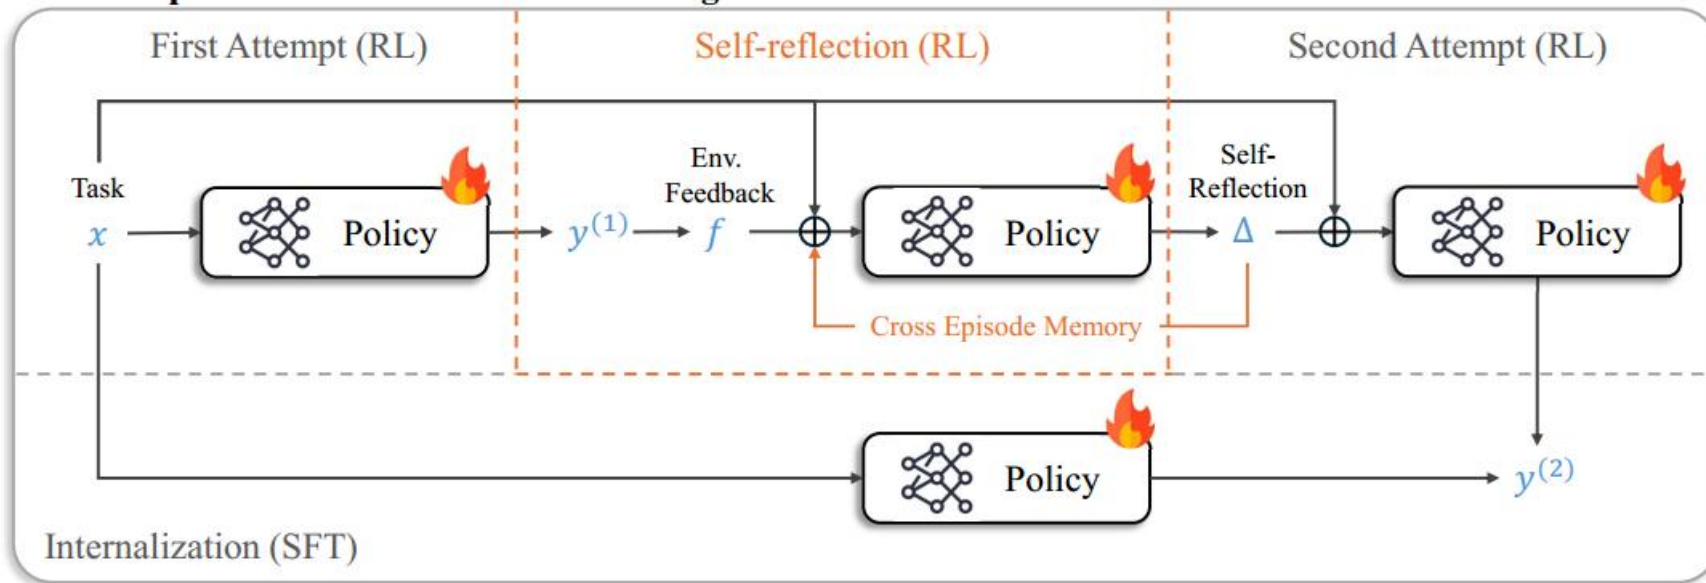 First Attempt (RL)
Self-reflection (RL)
Second Attempt (RL)
Task
x
Policy
y⁽¹⁾
Env.
Feedback
f
Policy
Self-
Reflection
Δ
Policy
Cross Episode Memory
Policy
y⁽²⁾
Internalization (SFT)